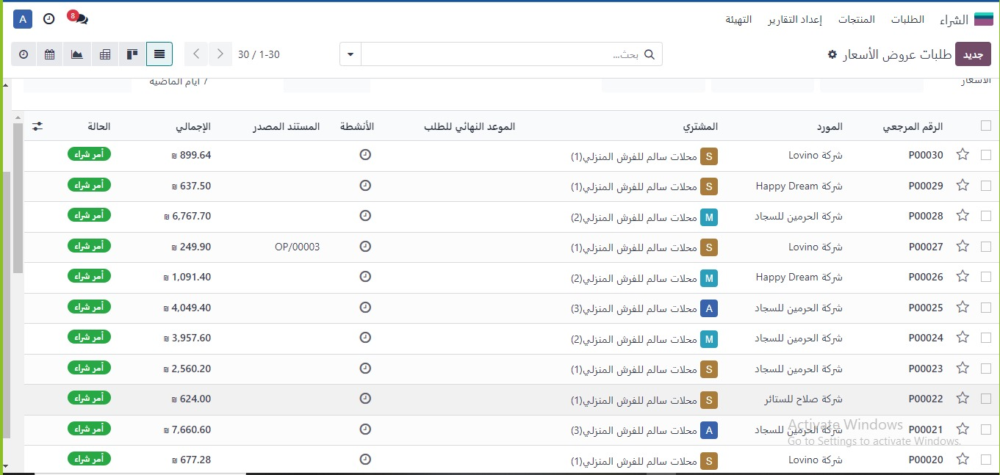 الشراء الطلبات المنتجات إعداد التقارير التهيئة 8 A
جديد طلبات عروض الأسعار بحث... 30 / 1-30
الأسعار 7 أيام الماضية
الرقم المرجعي المورد المشتري الموعد النهائي للطلب الأنشطة المستند المصدر الإجمالي الحالة
P00030 شركة Lovino S محلات سالم للفرش المنزلي(1) 899.64 ₪ أمر شراء
P00029 شركة Happy Dream S محلات سالم للفرش المنزلي(1) 637.50 ₪ أمر شراء
P00028 شركة الحرمين للسجاد M محلات سالم للفرش المنزلي(2) 6,767.70 ₪ أمر شراء
P00027 شركة Lovino S محلات سالم للفرش المنزلي(1) OP/00003 249.90 ₪ أمر شراء
P00026 شركة Happy Dream M محلات سالم للفرش المنزلي(2) 1,091.40 ₪ أمر شراء
P00025 شركة الحرمين للسجاد A محلات سالم للفرش المنزلي(3) 4,049.40 ₪ أمر شراء
P00024 شركة الحرمين للسجاد M محلات سالم للفرش المنزلي(2) 3,957.60 ₪ أمر شراء
P00023 شركة الحرمين للسجاد S محلات سالم للفرش المنزلي(1) 2,560.20 ₪ أمر شراء
P00022 شركة صلاح للستائر S محلات سالم للفرش المنزلي(1) 624.00 ₪ أمر شراء
P00021 شركة الحرمين للسجاد A محلات سالم للفرش المنزلي(3) 7,660.60 ₪ أمر شراء
P00020 شركة Lovino S محلات سالم للفرش المنزلي(1) 677.28 ₪ أمر شراء
Activate Windows
Go to Settings to activate Windows.